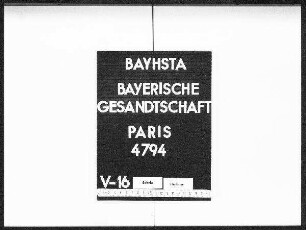 BAYHSTA
BAYERISCHE
GESANDTSCHAFT
PARIS
4794
V-16